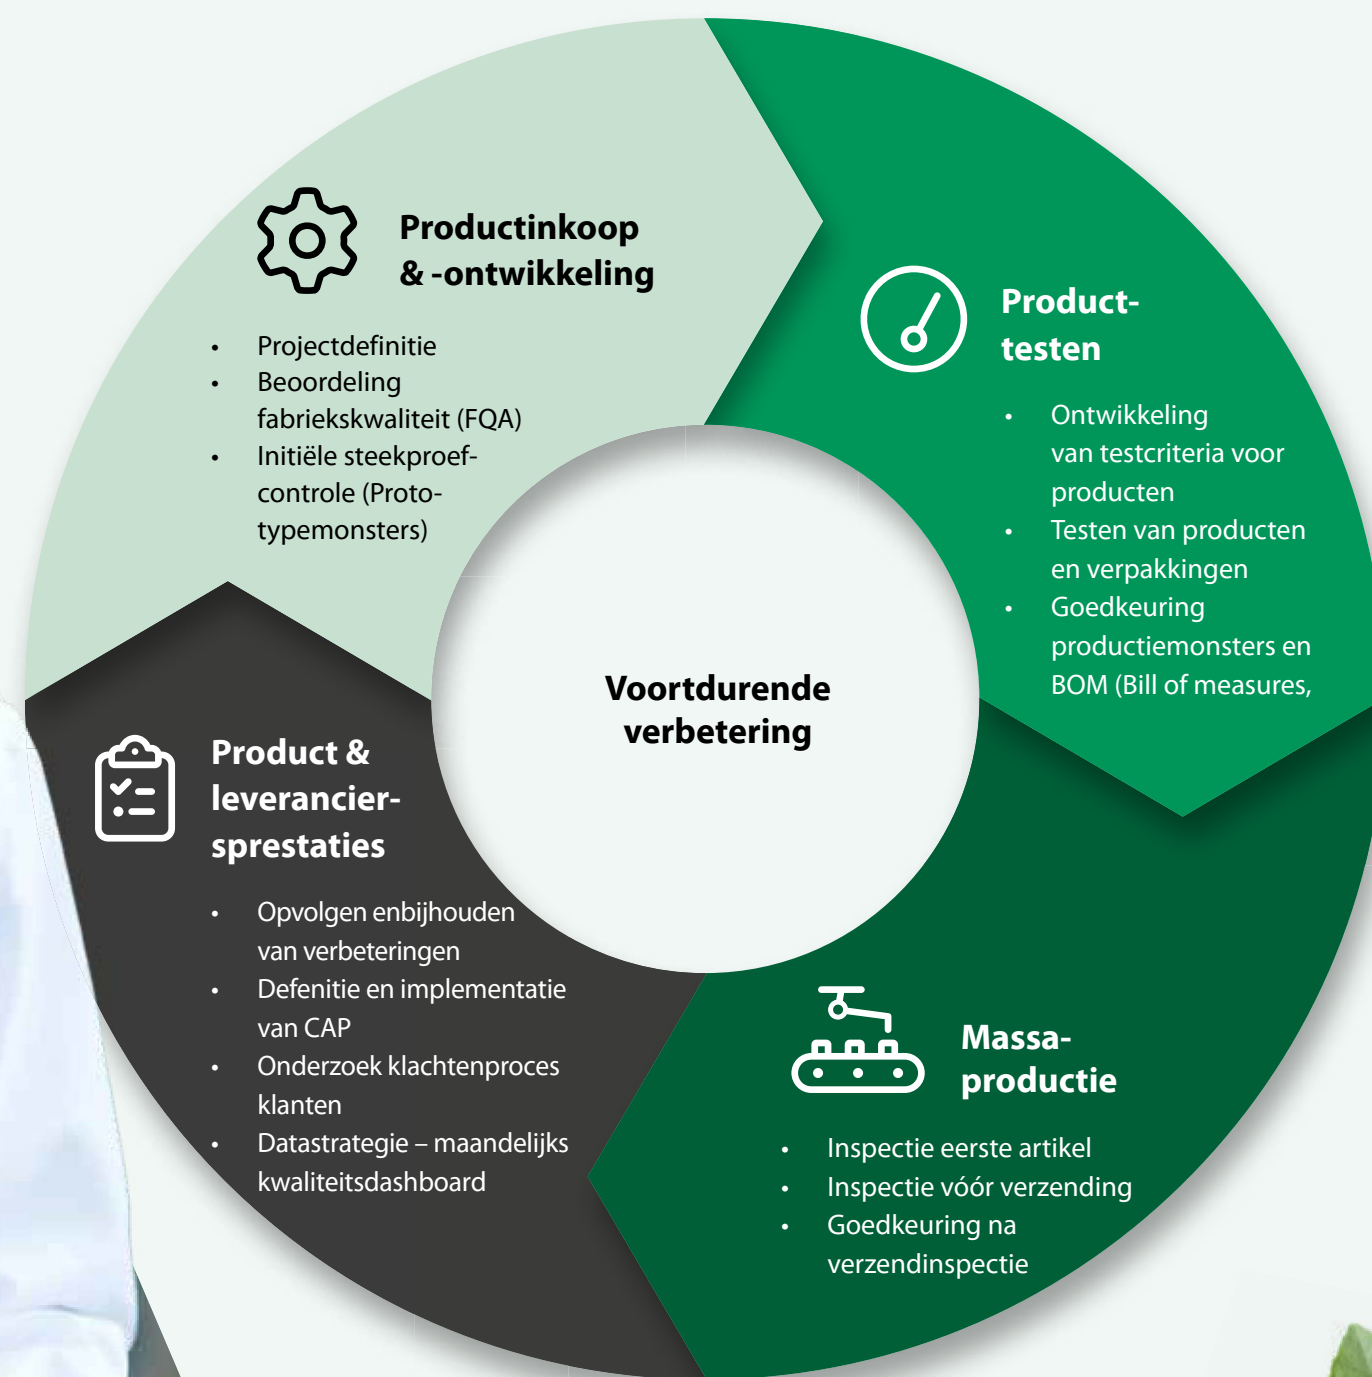 Productinkoop
& -ontwikkeling
• Projectdefinitie
• Beoordeling
fabriekskwaliteit (FQA)
• Initiële steekproef-
controle (Proto-
typemonsters)
Product-
testen
• Ontwikkeling
van testcriteria voor
producten
• Testen van producten
en verpakkingen
• Goedkeuring
productiemonsters en
BOM (Bill of measures,
Voortdurende
verbetering
Massa-
productie
• Inspectie eerste artikel
• Inspectie vóór verzending
• Goedkeuring na
verzendinspectie
Product &
leverancier-
sprestaties
• Opvolgen enbijhouden
van verbeteringen
• Defenitie en implementatie
van CAP
• Onderzoek klachtenproces
klanten
• Datastrategie – maandelijks
kwaliteitsdashboard